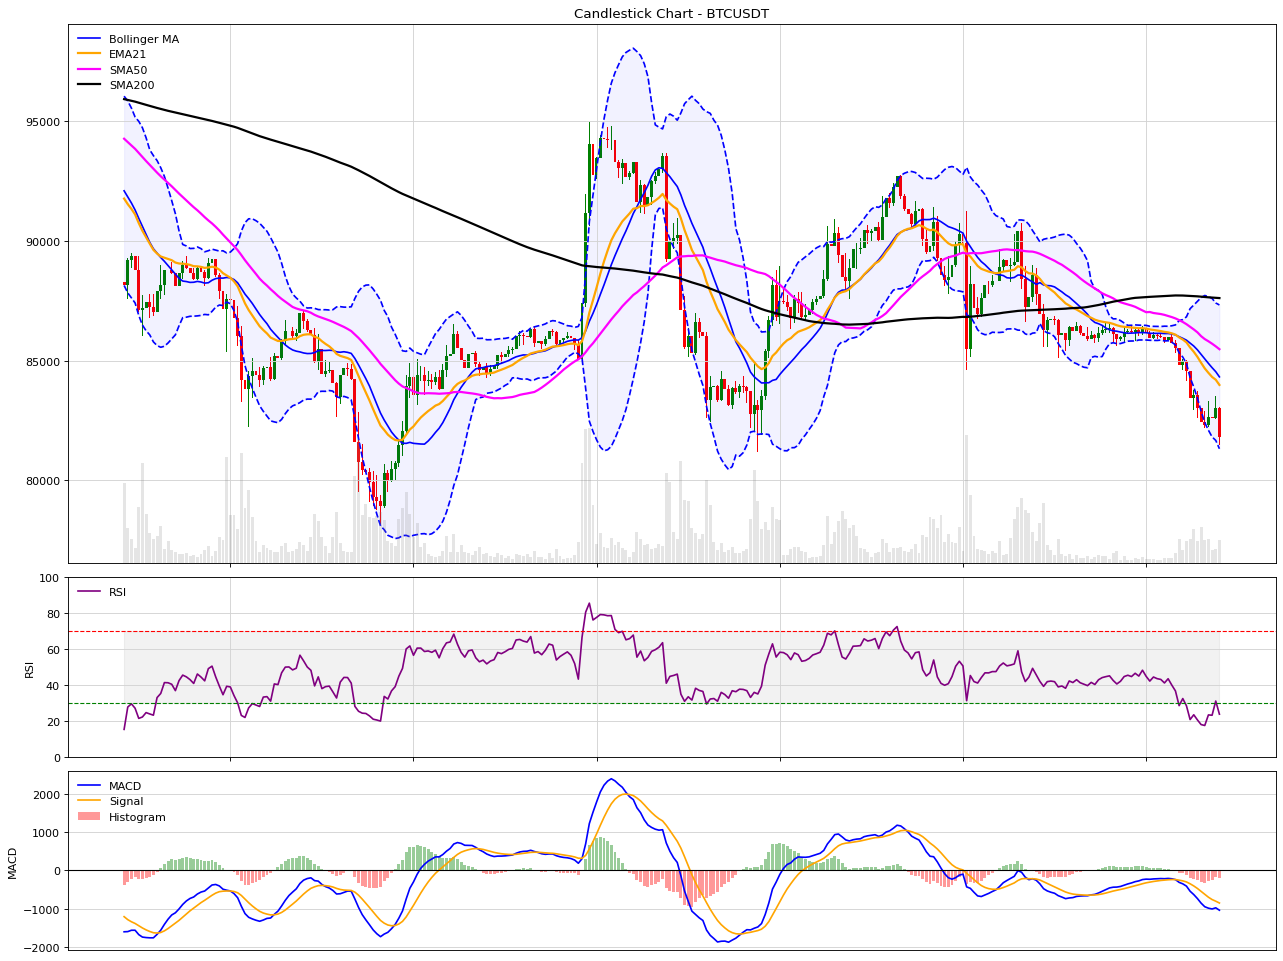 Candlestick Chart - BTCUSDT
Bollinger MA
EMA21
SMA50
SMA200
95000
90000
85000
80000
RSI
100
80
60
40
20
0
RSI
MACD
Signal
Histogram
2000
1000
0
−1000
−2000
MACD